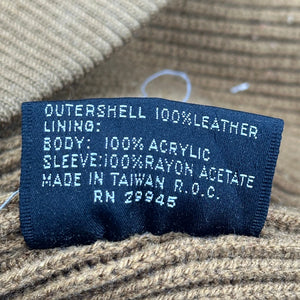 OUTERSHELL 100%LEATHER
LINING:
BODY: 100% ACRYLIC
SLEEVE:100%RAYON ACETATE
MADE IN TAIWAN R.O.C.
RN 29945